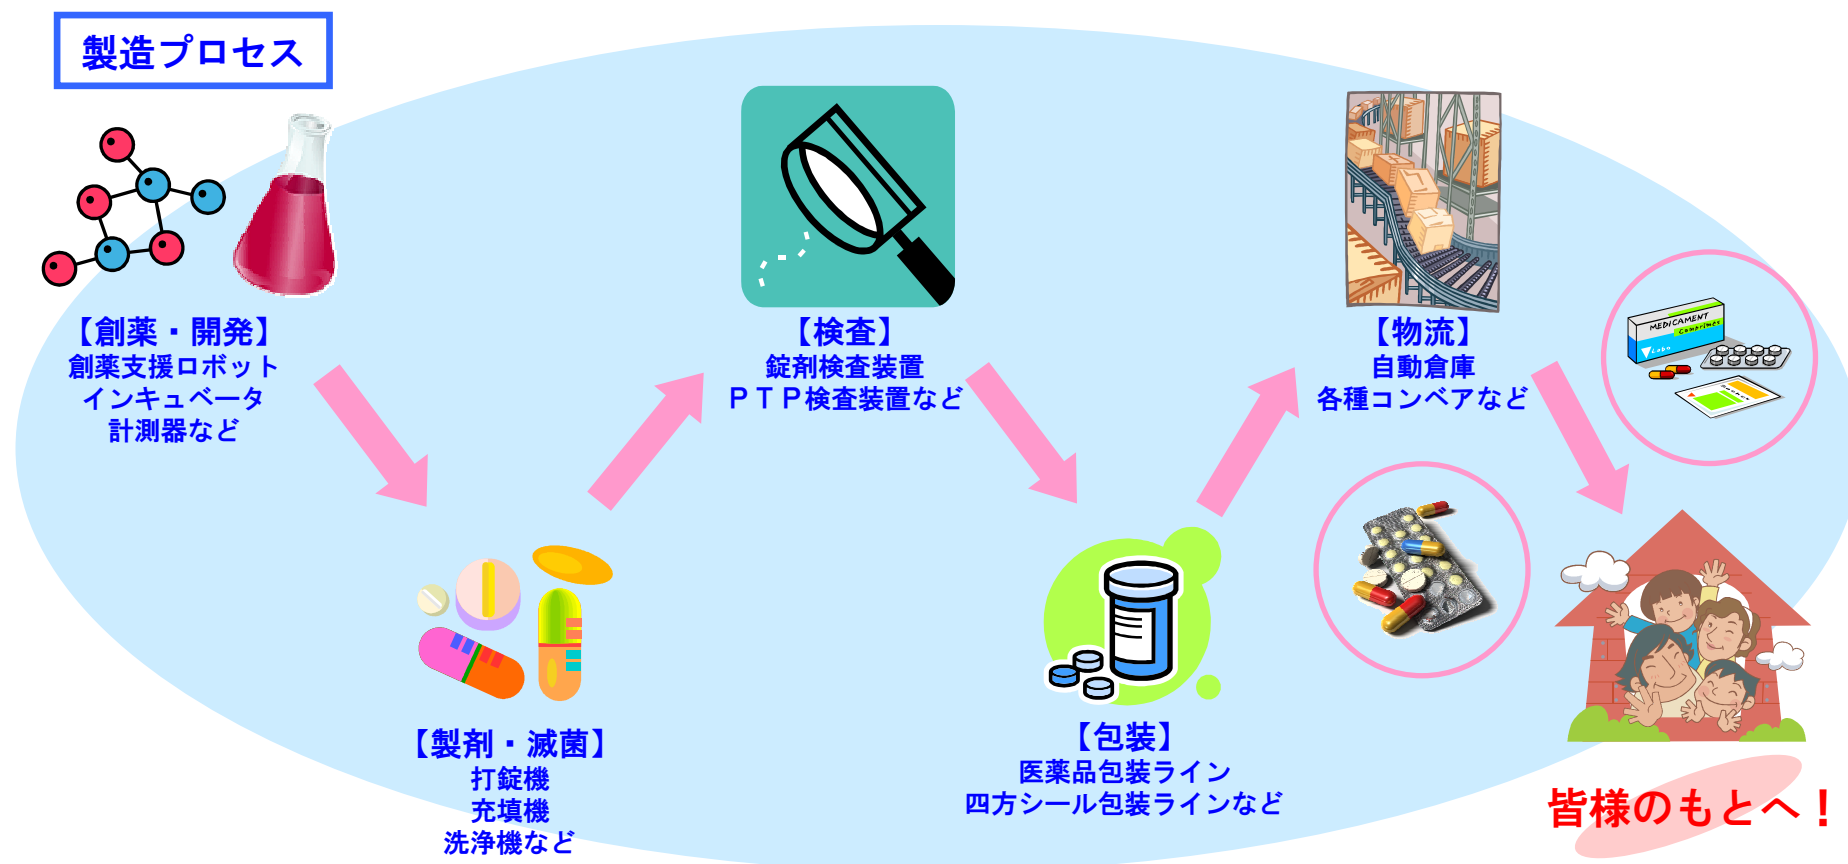 製造プロセス
【創薬・開発】
創薬支援ロボット
インキュベータ
計測器など
【製剤・滅菌】
打錠機
充填機
洗浄機など
【検査】
錠剤検査装置
ＰＴＰ検査装置など
【包装】
医薬品包装ライン
四方シール包装ラインなど
【物流】
自動倉庫
各種コンベアなど
MEDICAMENT
Comprimes
Labo
皆様のもとへ！